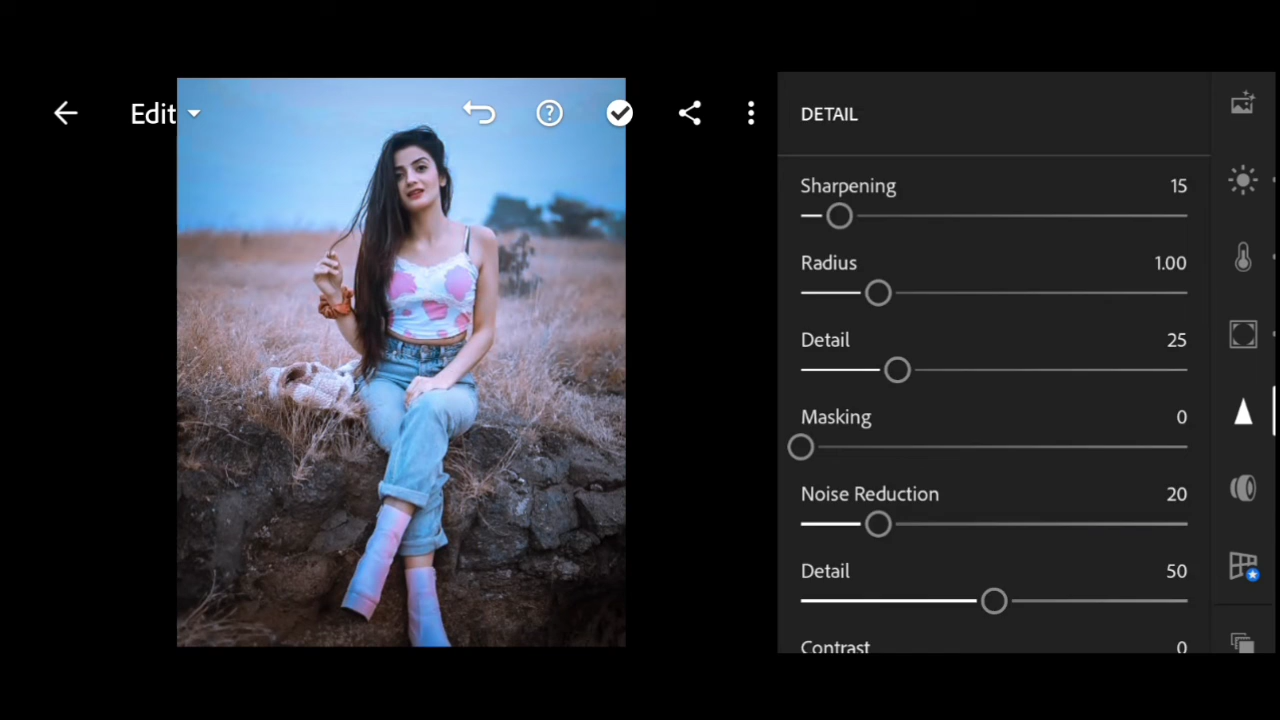 Edit
DETAIL
Sharpening 15
Radius 1.00
Detail 25
Masking 0
Noise Reduction 20
Detail 50
Contrast 0